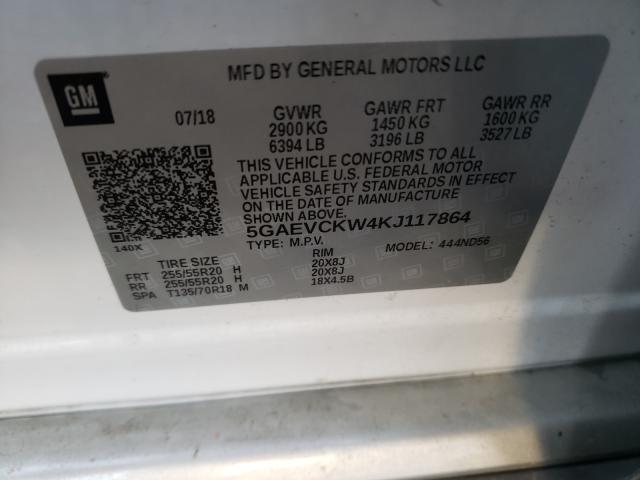 GM
MFD BY GENERAL MOTORS LLC
07/18 GVWR GAWR FRT GAWR RR
2900 KG 1450 KG 1600 KG
6394 LB 3196 LB 3527 LB
THIS VEHICLE CONFORMS TO ALL
APPLICABLE U.S. FEDERAL MOTOR
VEHICLE SAFETY STANDARDS IN EFFECT
ON THE DATE OF MANUFACTURE
SHOWN ABOVE.
5GAEVCKW4KJ117864
140X TYPE: M.P.V. MODEL: 444ND56
TIRE SIZE RIM
FRT 255/55R20 H 20X8J
RR 255/55R20 H 20X8J
SPA T135/70R18 M 18X4.5B